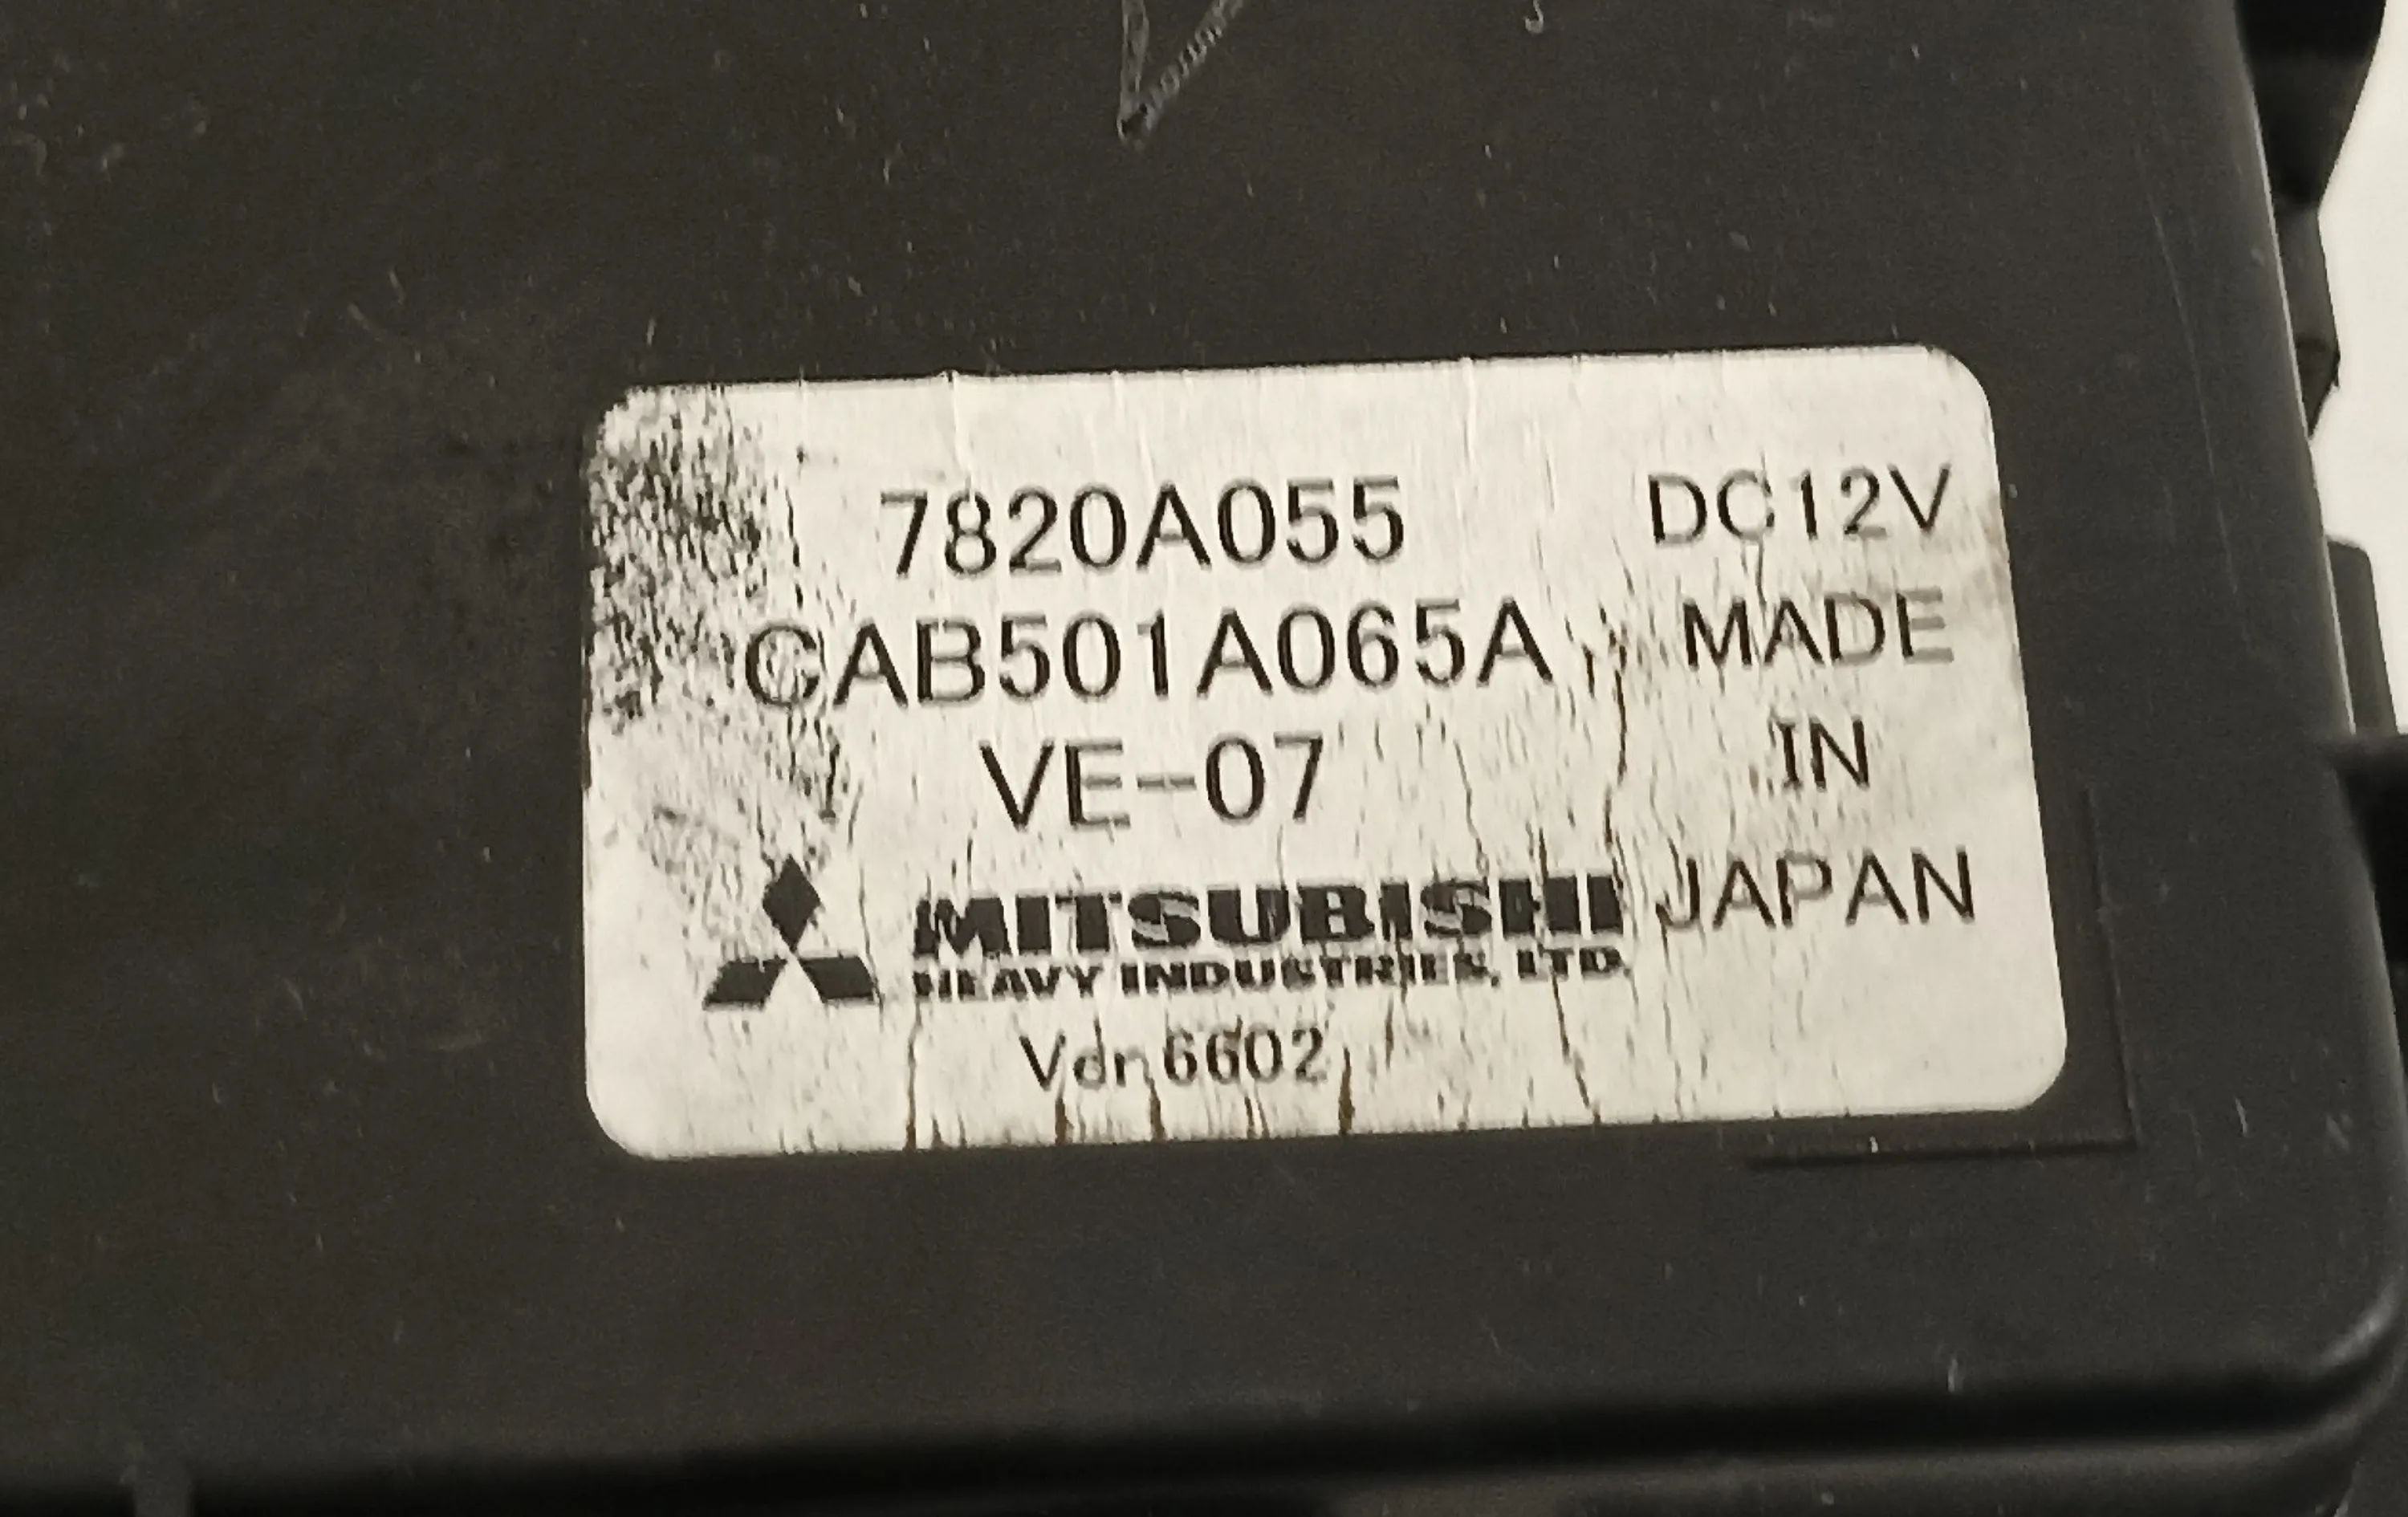 7820A055
CAB501A065A
VE-07
MITSUBISHI
HEAVY INDUSTRIES, LTD.
Ver.6602
DC12V
MADE
IN
JAPAN